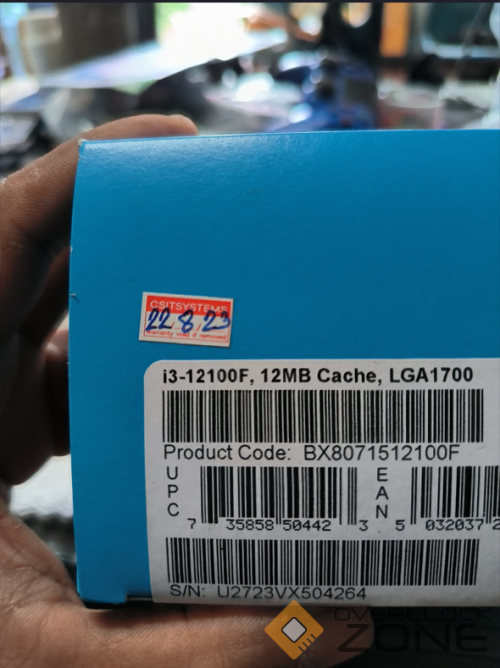 CSITSYSTEMS
22 8 23
Warranty void if removed
i3-12100F, 12MB Cache, LGA1700
Product Code: BX8071512100F
UPC
EAN
7 35858 50442 3
5 032037 2
S/N: U2723VX504264
OVERCLOCK
ZONE